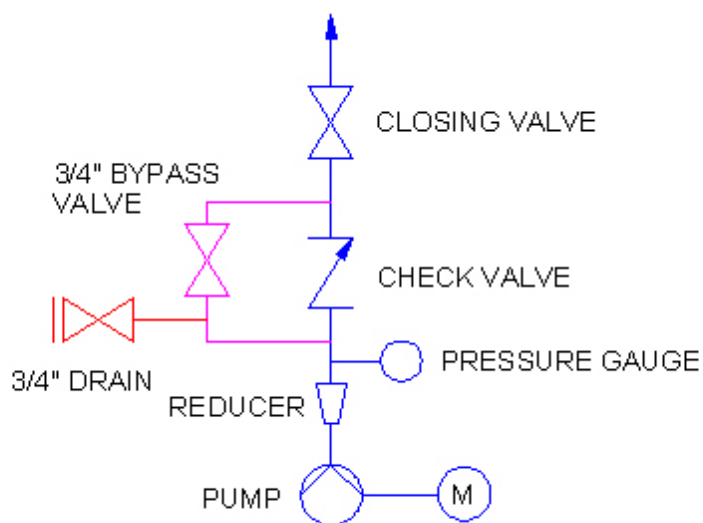 CLOSING VALVE
3/4" BYPASS
VALVE
CHECK VALVE
PRESSURE GAUGE
3/4" DRAIN
REDUCER
PUMP
M